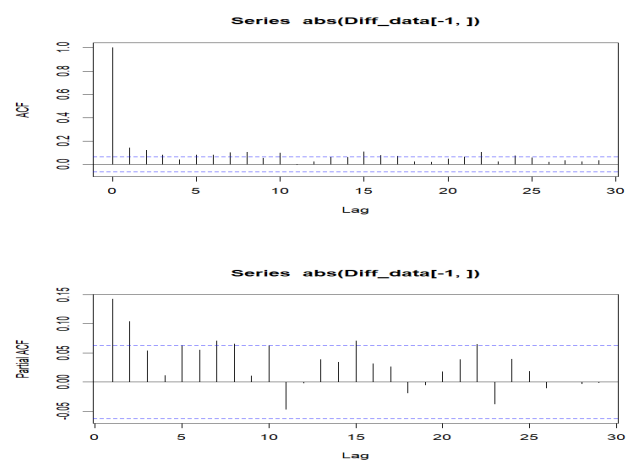 Series abs(Diff_data[-1, ])
1.0
0.8
0.6
0.4
0.2
0.0
ACF
0 5 10 15 20 25 30
Lag
Series abs(Diff_data[-1, ])
0.15
0.10
0.05
0.00
-0.05
Partial ACF
0 5 10 15 20 25 30
Lag